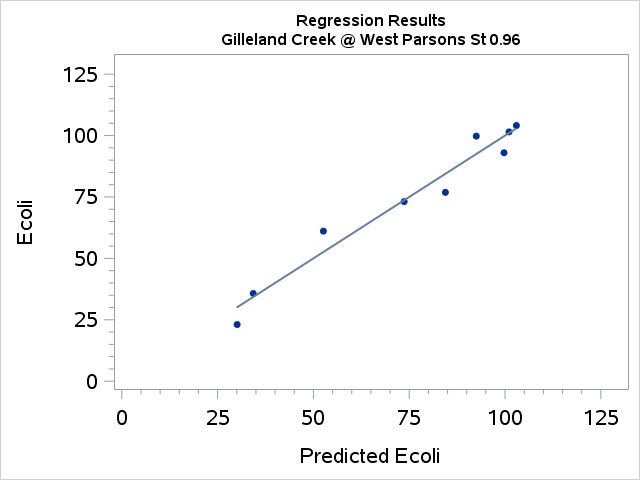 Regression Results
Gilleland Creek @ West Parsons St 0.96
125
100
75
50
25
0
Ecoli
0 25 50 75 100 125
Predicted Ecoli